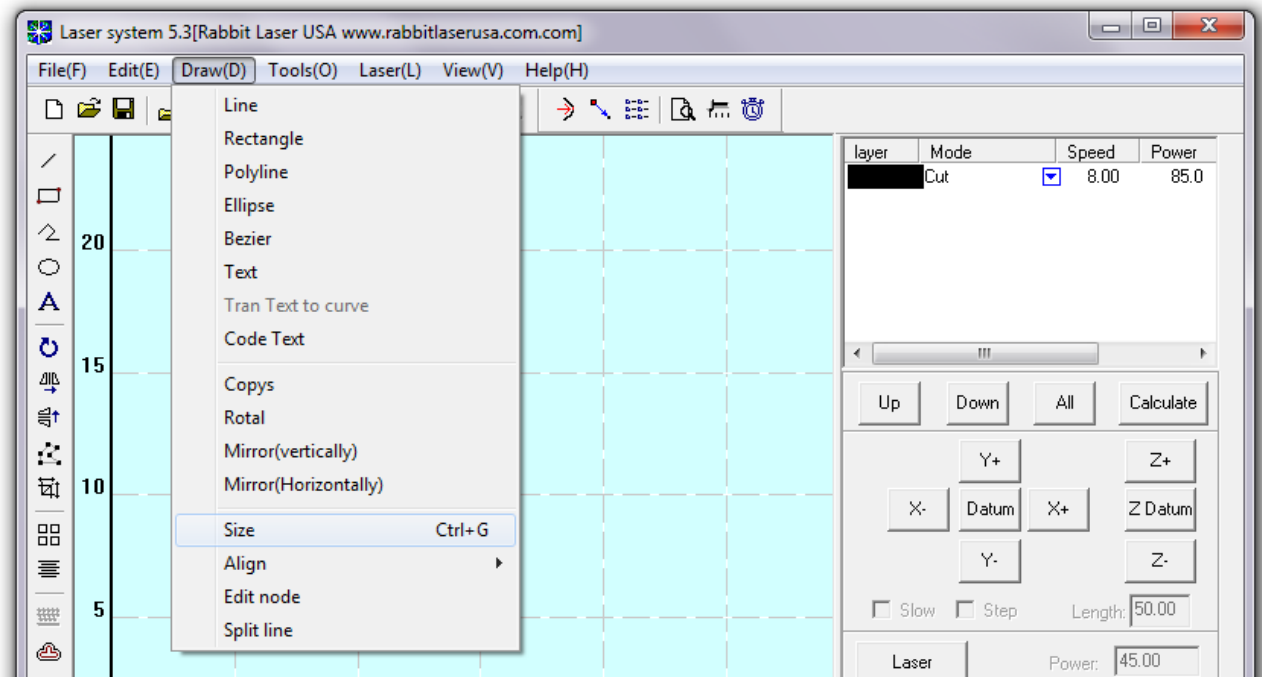 Laser system 5.3[Rabbit Laser USA www.rabbitlaserusa.com.com]
File(F) Edit(E) Draw(D) Tools(O) Laser(L) View(V) Help(H)
Line
Rectangle
Polyline
Ellipse
Bezier
Text
Tran Text to curve
Code Text
Copys
Rotal
Mirror(vertically)
Mirror(Horizontally)
Size Ctrl+G
Align
Edit node
Split line
A
20
15
10
5
layer Mode Speed Power
Cut 8.00 85.0
Up Down All Calculate
Y+ Z+
X- Datum X+ Z Datum
Y- Z-
Slow Step Length: 50.00
Laser Power: 45.00